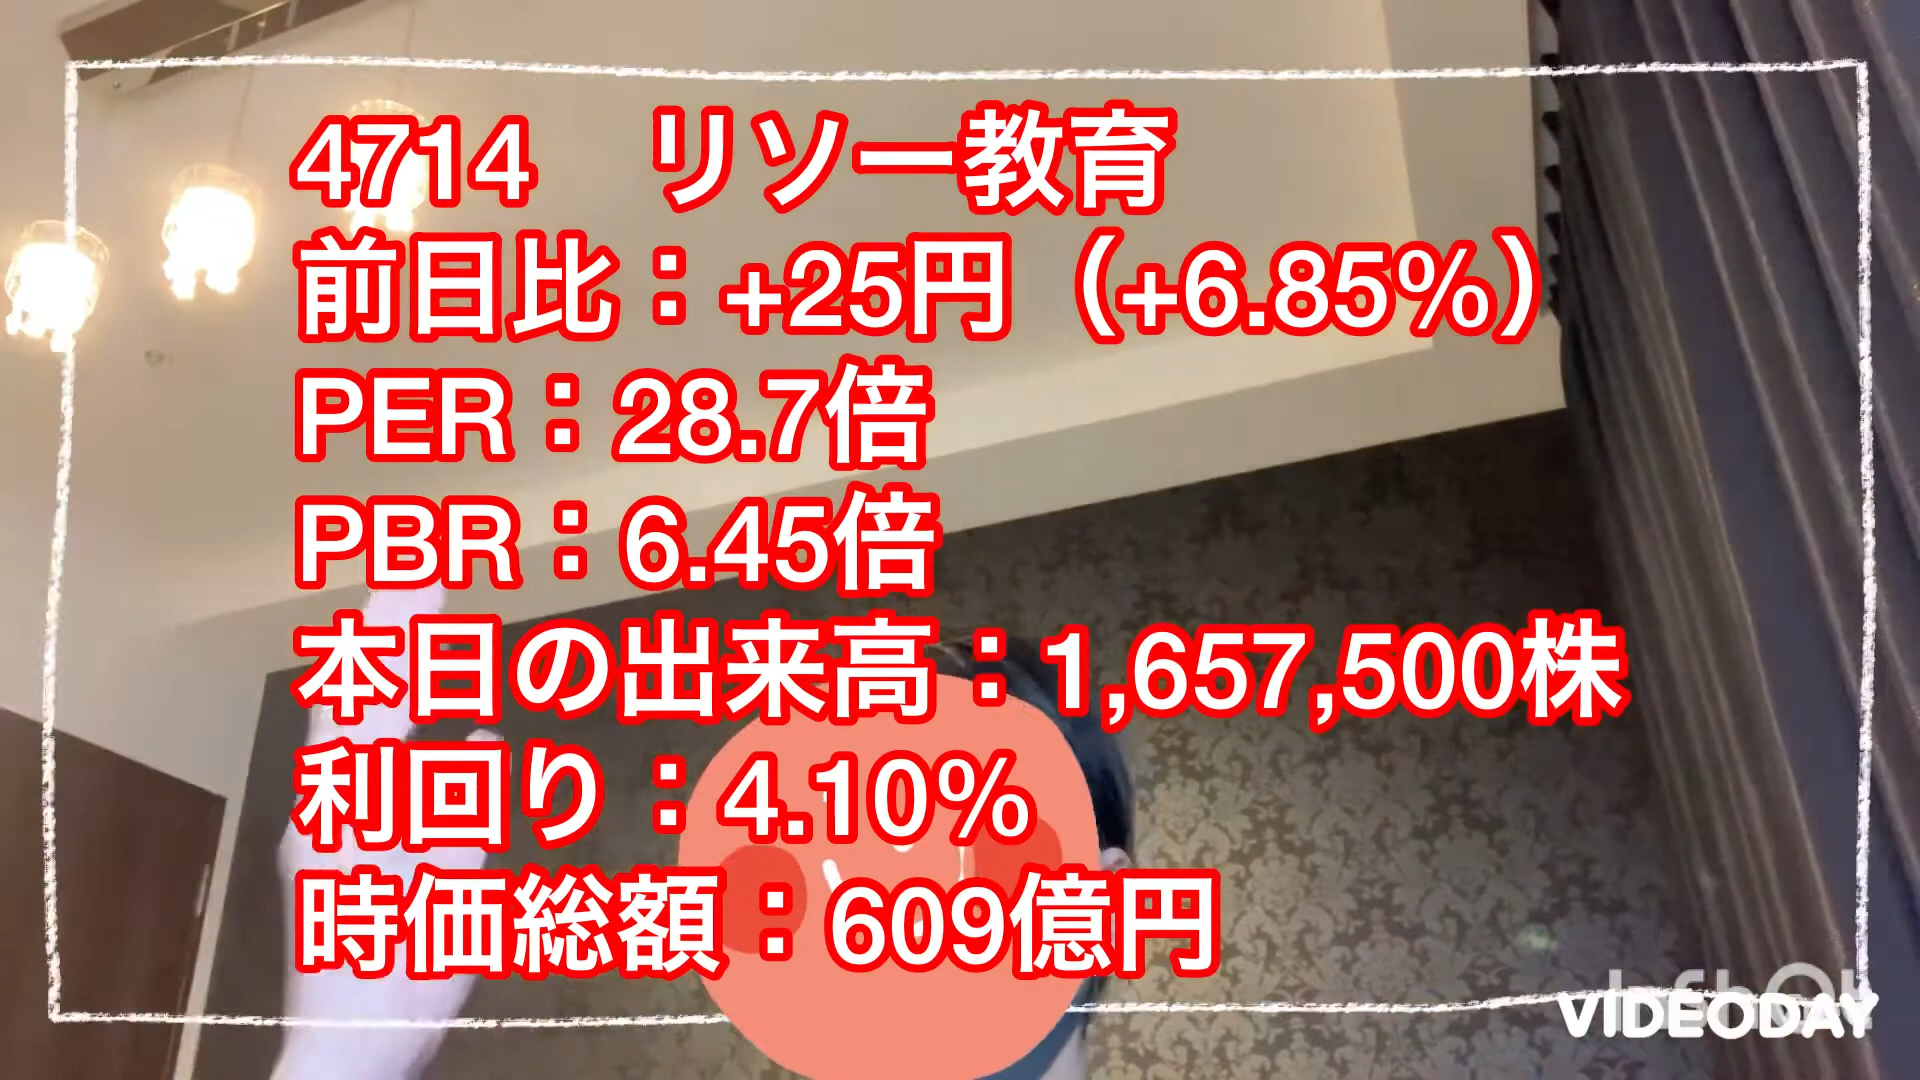 4714　リソー教育
前日比：+25円（+6.85%）
PER：28.7倍
PBR：6.45倍
本日の出来高：1,657,500株
利回り：4.10%
時価総額：609億円
VIDEODAY